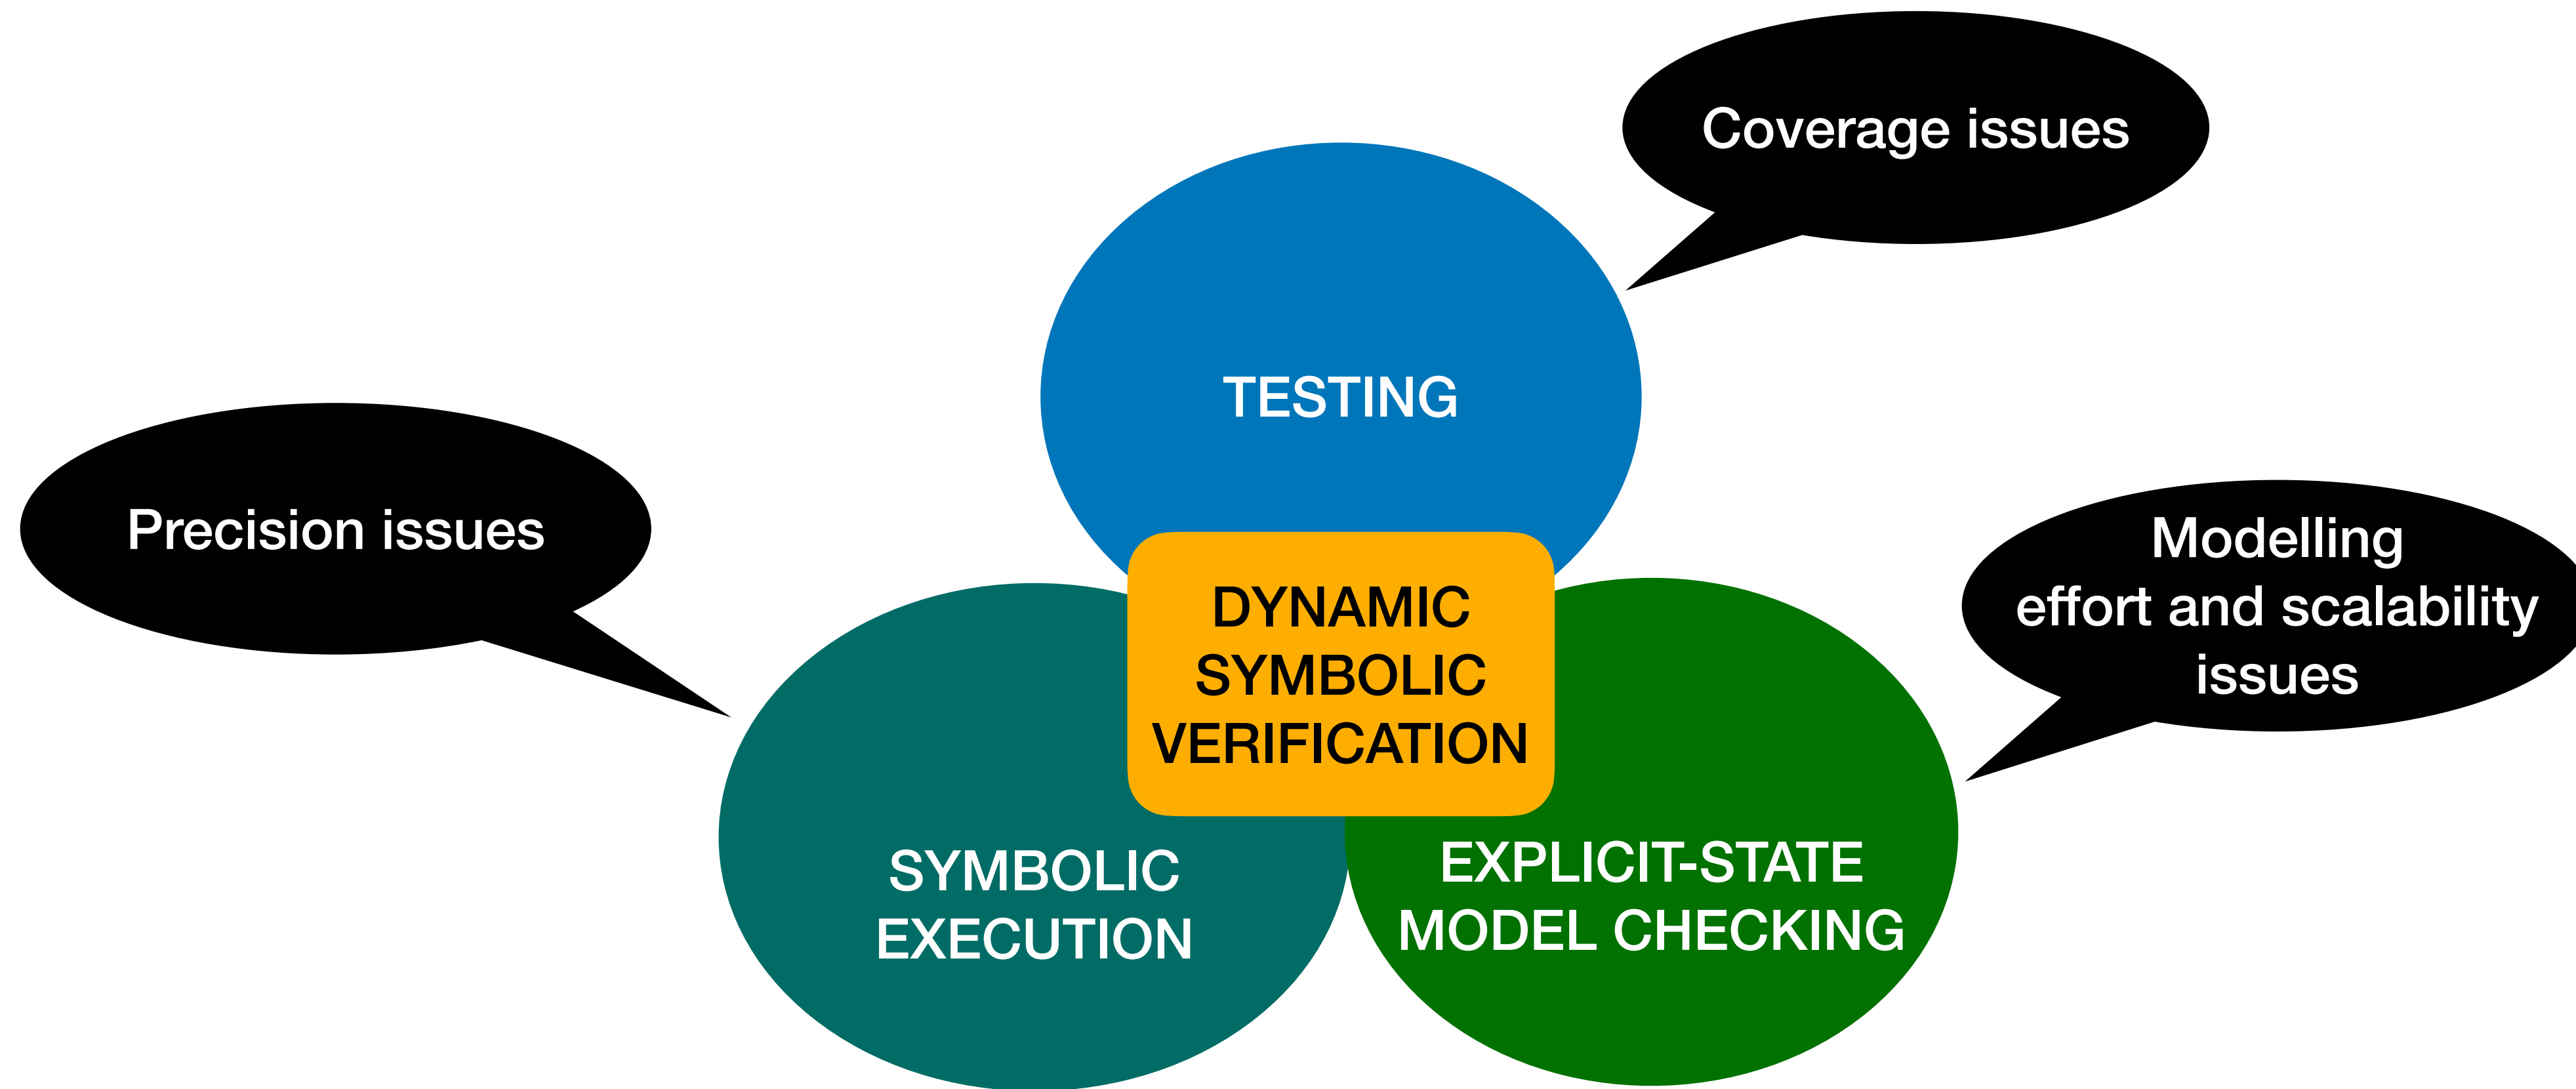 Coverage issues
TESTING
Precision issues
Modelling
effort and scalability
issues
DYNAMIC
SYMBOLIC
VERIFICATION
SYMBOLIC
EXECUTION
EXPLICIT-STATE
MODEL CHECKING